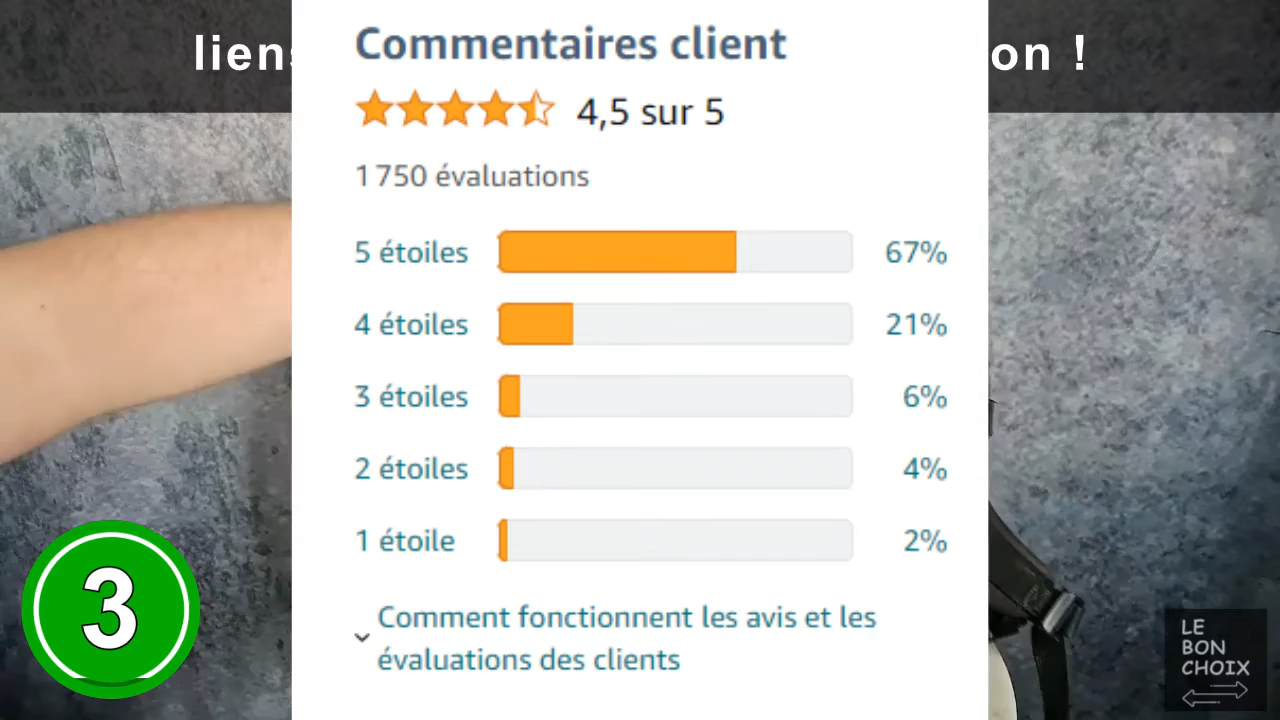 Commentaires client
on !
4,5 sur 5
1 750 évaluations
5 étoiles 67%
4 étoiles 21%
3 étoiles 6%
4%
2 étoiles
1 étoile 2%
Comment fonctionnent les avis et les
évaluations des clients
3
LE
BON
CHOIX